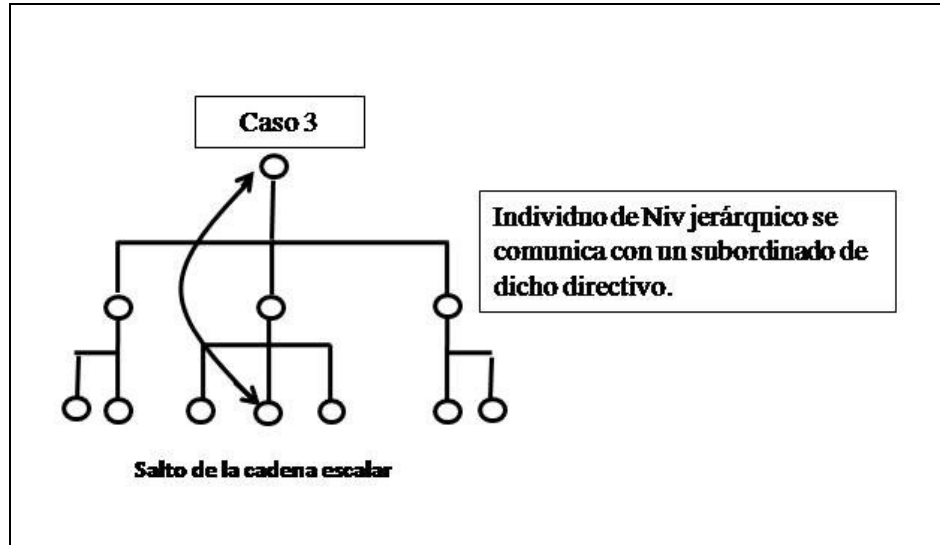 Caso 3
Individuo de Niv jerárquico se
comunica con un subordinado de
dicho directivo.
Salto de la cadena escalar